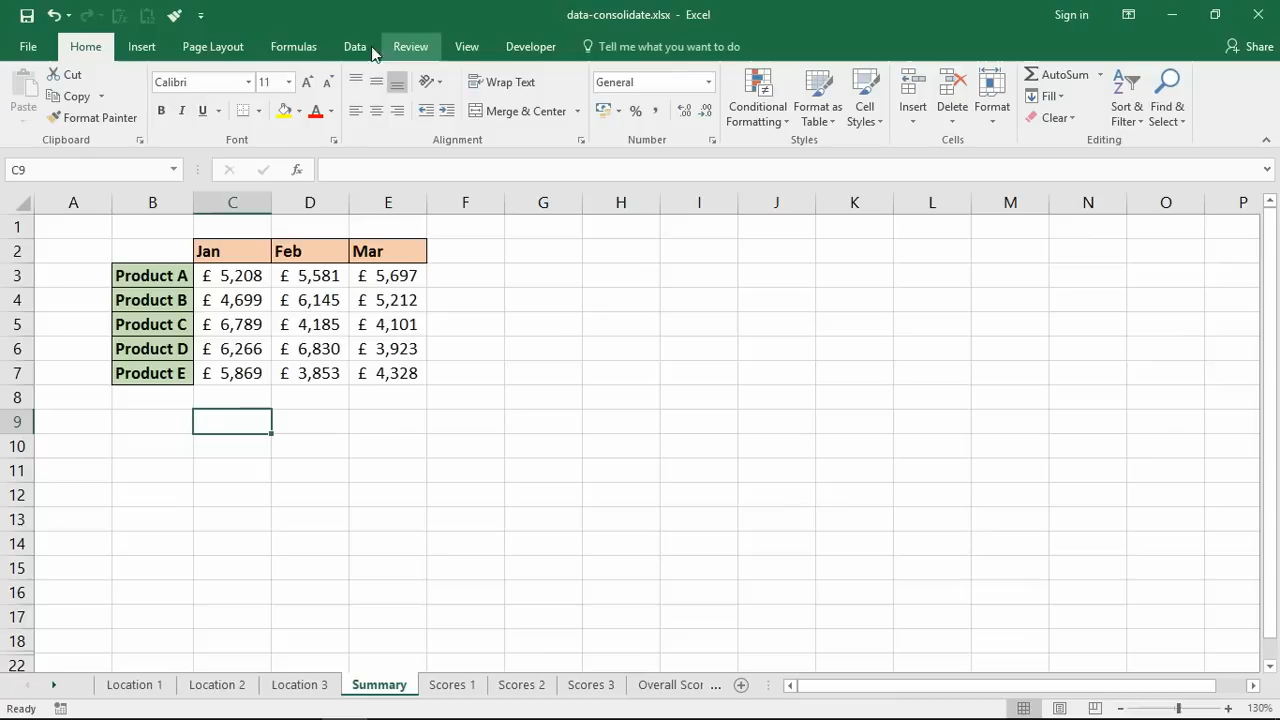 data-consolidate.xlsx - Excel
Sign in
File Home Insert Page Layout Formulas Data Review View Developer Tell me what you want to do Share
Paste
Cut
Copy
Format Painter
Clipboard
Calibri 11
B I U
Font
Wrap Text
Merge & Center
Alignment
General
%
Number
Conditional Formatting
Format as Table
Cell Styles
Styles
Insert Delete Format
Cells
AutoSum
Fill
Clear
Sort & Filter
Find & Select
Editing
C9 fx
A B C D E F G H I J K L M N O P
1
2 Jan Feb Mar
3 Product A £ 5,208 £ 5,581 £ 5,697
4 Product B £ 4,699 £ 6,145 £ 5,212
5 Product C £ 6,789 £ 4,185 £ 4,101
6 Product D £ 6,266 £ 6,830 £ 3,923
7 Product E £ 5,869 £ 3,853 £ 4,328
8
9
10
11
12
13
14
15
16
17
18
22
Location 1 Location 2 Location 3 Summary Scores 1 Scores 2 Scores 3 Overall Scor ...
Ready 130%